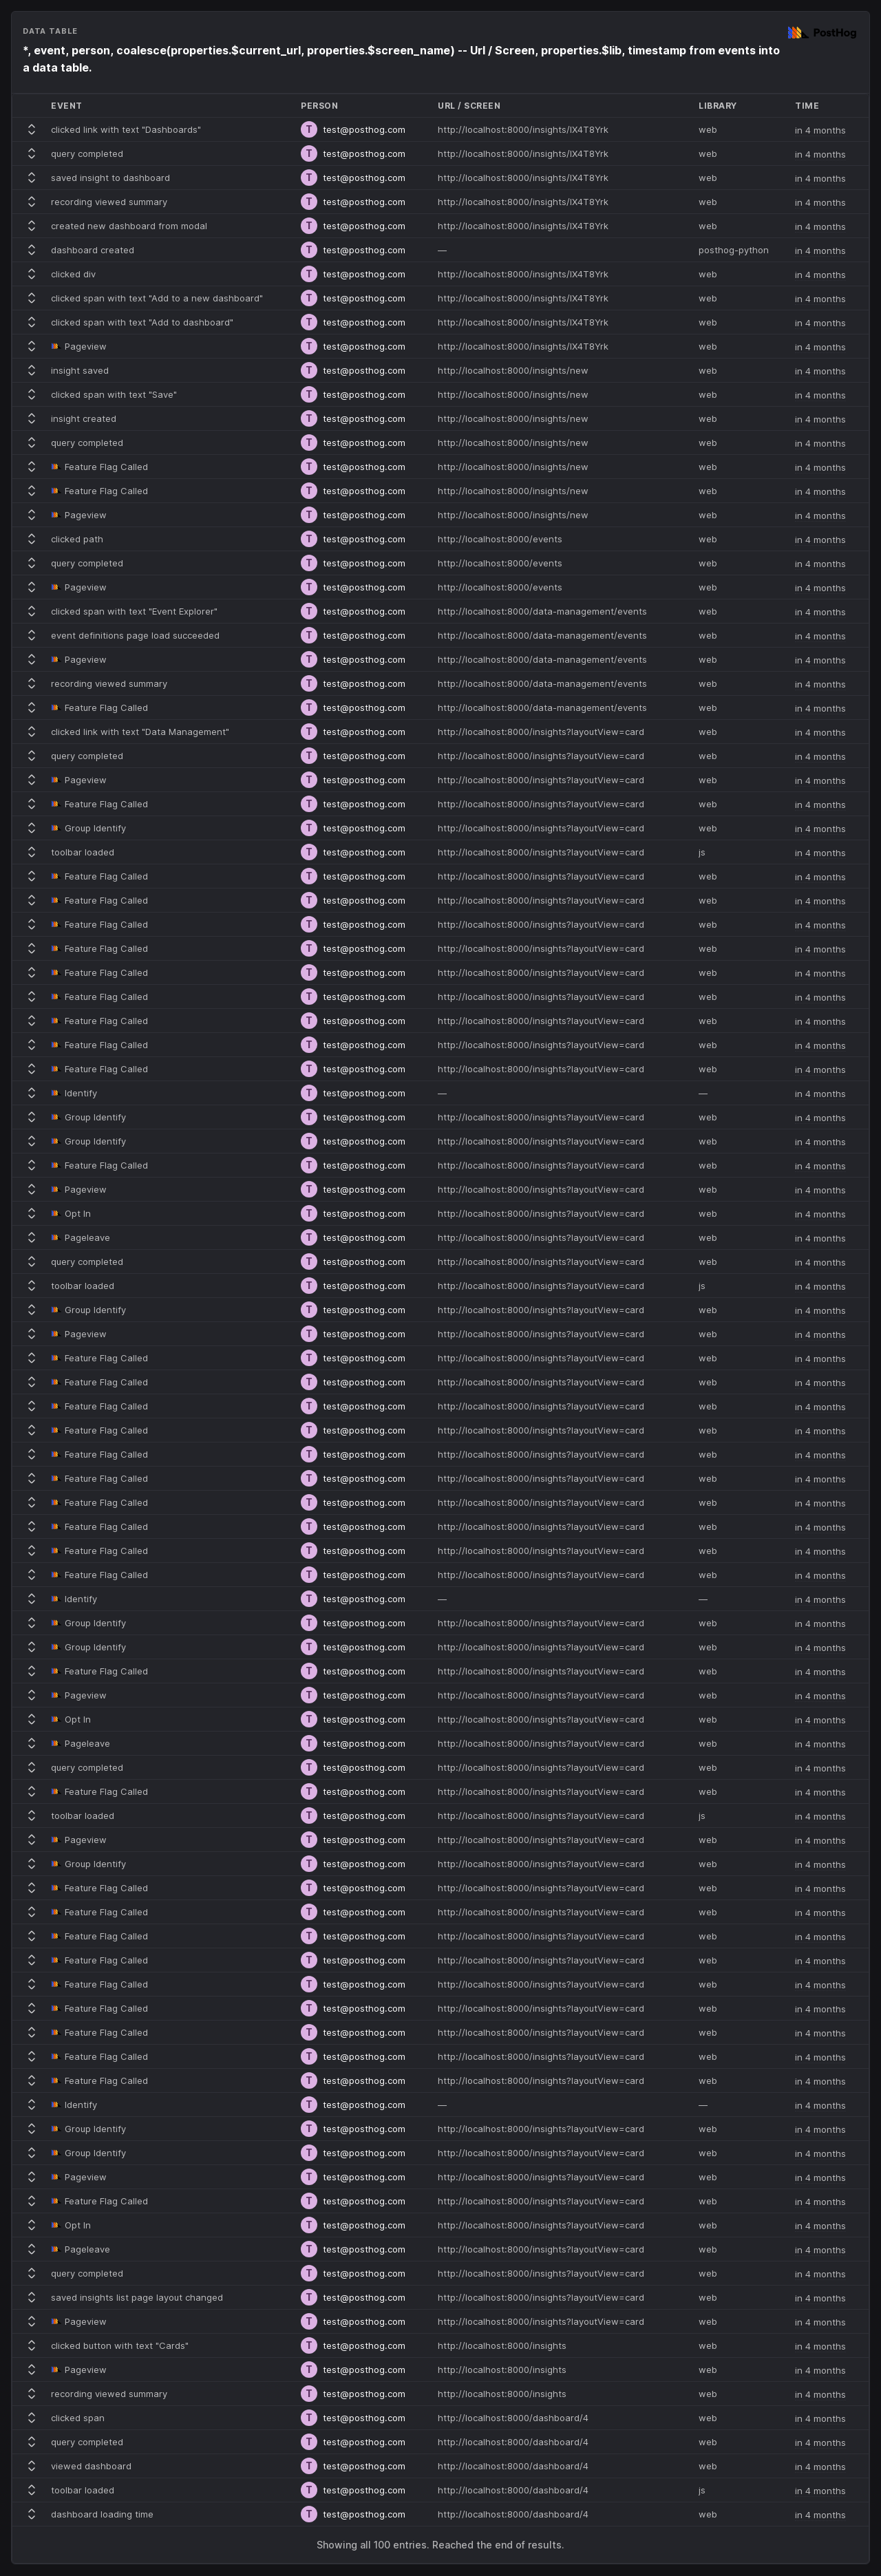 DATA TABLE
PostHog
*, event, person, coalesce(properties.$current_url, properties.$screen_name) -- Url / Screen, properties.$lib, timestamp from events into
a data table.
EVENT PERSON URL / SCREEN LIBRARY TIME
clicked link with text "Dashboards" T test@posthog.com http://localhost:8000/insights/lX4T8Yrk web in 4 months
query completed T test@posthog.com http://localhost:8000/insights/lX4T8Yrk web in 4 months
saved insight to dashboard T test@posthog.com http://localhost:8000/insights/lX4T8Yrk web in 4 months
recording viewed summary T test@posthog.com http://localhost:8000/insights/lX4T8Yrk web in 4 months
created new dashboard from modal T test@posthog.com http://localhost:8000/insights/lX4T8Yrk web in 4 months
dashboard created T test@posthog.com — posthog-python in 4 months
clicked div T test@posthog.com http://localhost:8000/insights/lX4T8Yrk web in 4 months
clicked span with text "Add to a new dashboard" T test@posthog.com http://localhost:8000/insights/lX4T8Yrk web in 4 months
clicked span with text "Add to dashboard" T test@posthog.com http://localhost:8000/insights/lX4T8Yrk web in 4 months
Pageview T test@posthog.com http://localhost:8000/insights/lX4T8Yrk web in 4 months
insight saved T test@posthog.com http://localhost:8000/insights/new web in 4 months
clicked span with text "Save" T test@posthog.com http://localhost:8000/insights/new web in 4 months
insight created T test@posthog.com http://localhost:8000/insights/new web in 4 months
query completed T test@posthog.com http://localhost:8000/insights/new web in 4 months
Feature Flag Called T test@posthog.com http://localhost:8000/insights/new web in 4 months
Feature Flag Called T test@posthog.com http://localhost:8000/insights/new web in 4 months
Pageview T test@posthog.com http://localhost:8000/insights/new web in 4 months
clicked path T test@posthog.com http://localhost:8000/events web in 4 months
query completed T test@posthog.com http://localhost:8000/events web in 4 months
Pageview T test@posthog.com http://localhost:8000/events web in 4 months
clicked span with text "Event Explorer" T test@posthog.com http://localhost:8000/data-management/events web in 4 months
event definitions page load succeeded T test@posthog.com http://localhost:8000/data-management/events web in 4 months
Pageview T test@posthog.com http://localhost:8000/data-management/events web in 4 months
recording viewed summary T test@posthog.com http://localhost:8000/data-management/events web in 4 months
Feature Flag Called T test@posthog.com http://localhost:8000/data-management/events web in 4 months
clicked link with text "Data Management" T test@posthog.com http://localhost:8000/insights?layoutView=card web in 4 months
query completed T test@posthog.com http://localhost:8000/insights?layoutView=card web in 4 months
Pageview T test@posthog.com http://localhost:8000/insights?layoutView=card web in 4 months
Feature Flag Called T test@posthog.com http://localhost:8000/insights?layoutView=card web in 4 months
Group Identify T test@posthog.com http://localhost:8000/insights?layoutView=card web in 4 months
toolbar loaded T test@posthog.com http://localhost:8000/insights?layoutView=card js in 4 months
Feature Flag Called T test@posthog.com http://localhost:8000/insights?layoutView=card web in 4 months
Feature Flag Called T test@posthog.com http://localhost:8000/insights?layoutView=card web in 4 months
Feature Flag Called T test@posthog.com http://localhost:8000/insights?layoutView=card web in 4 months
Feature Flag Called T test@posthog.com http://localhost:8000/insights?layoutView=card web in 4 months
Feature Flag Called T test@posthog.com http://localhost:8000/insights?layoutView=card web in 4 months
Feature Flag Called T test@posthog.com http://localhost:8000/insights?layoutView=card web in 4 months
Feature Flag Called T test@posthog.com http://localhost:8000/insights?layoutView=card web in 4 months
Feature Flag Called T test@posthog.com http://localhost:8000/insights?layoutView=card web in 4 months
Feature Flag Called T test@posthog.com http://localhost:8000/insights?layoutView=card web in 4 months
Identify T test@posthog.com — — in 4 months
Group Identify T test@posthog.com http://localhost:8000/insights?layoutView=card web in 4 months
Group Identify T test@posthog.com http://localhost:8000/insights?layoutView=card web in 4 months
Feature Flag Called T test@posthog.com http://localhost:8000/insights?layoutView=card web in 4 months
Pageview T test@posthog.com http://localhost:8000/insights?layoutView=card web in 4 months
Opt In T test@posthog.com http://localhost:8000/insights?layoutView=card web in 4 months
Pageleave T test@posthog.com http://localhost:8000/insights?layoutView=card web in 4 months
query completed T test@posthog.com http://localhost:8000/insights?layoutView=card web in 4 months
toolbar loaded T test@posthog.com http://localhost:8000/insights?layoutView=card js in 4 months
Group Identify T test@posthog.com http://localhost:8000/insights?layoutView=card web in 4 months
Pageview T test@posthog.com http://localhost:8000/insights?layoutView=card web in 4 months
Feature Flag Called T test@posthog.com http://localhost:8000/insights?layoutView=card web in 4 months
Feature Flag Called T test@posthog.com http://localhost:8000/insights?layoutView=card web in 4 months
Feature Flag Called T test@posthog.com http://localhost:8000/insights?layoutView=card web in 4 months
Feature Flag Called T test@posthog.com http://localhost:8000/insights?layoutView=card web in 4 months
Feature Flag Called T test@posthog.com http://localhost:8000/insights?layoutView=card web in 4 months
Feature Flag Called T test@posthog.com http://localhost:8000/insights?layoutView=card web in 4 months
Feature Flag Called T test@posthog.com http://localhost:8000/insights?layoutView=card web in 4 months
Feature Flag Called T test@posthog.com http://localhost:8000/insights?layoutView=card web in 4 months
Feature Flag Called T test@posthog.com http://localhost:8000/insights?layoutView=card web in 4 months
Feature Flag Called T test@posthog.com http://localhost:8000/insights?layoutView=card web in 4 months
Identify T test@posthog.com — — in 4 months
Group Identify T test@posthog.com http://localhost:8000/insights?layoutView=card web in 4 months
Group Identify T test@posthog.com http://localhost:8000/insights?layoutView=card web in 4 months
Feature Flag Called T test@posthog.com http://localhost:8000/insights?layoutView=card web in 4 months
Pageview T test@posthog.com http://localhost:8000/insights?layoutView=card web in 4 months
Opt In T test@posthog.com http://localhost:8000/insights?layoutView=card web in 4 months
Pageleave T test@posthog.com http://localhost:8000/insights?layoutView=card web in 4 months
query completed T test@posthog.com http://localhost:8000/insights?layoutView=card web in 4 months
Feature Flag Called T test@posthog.com http://localhost:8000/insights?layoutView=card web in 4 months
toolbar loaded T test@posthog.com http://localhost:8000/insights?layoutView=card js in 4 months
Pageview T test@posthog.com http://localhost:8000/insights?layoutView=card web in 4 months
Group Identify T test@posthog.com http://localhost:8000/insights?layoutView=card web in 4 months
Feature Flag Called T test@posthog.com http://localhost:8000/insights?layoutView=card web in 4 months
Feature Flag Called T test@posthog.com http://localhost:8000/insights?layoutView=card web in 4 months
Feature Flag Called T test@posthog.com http://localhost:8000/insights?layoutView=card web in 4 months
Feature Flag Called T test@posthog.com http://localhost:8000/insights?layoutView=card web in 4 months
Feature Flag Called T test@posthog.com http://localhost:8000/insights?layoutView=card web in 4 months
Feature Flag Called T test@posthog.com http://localhost:8000/insights?layoutView=card web in 4 months
Feature Flag Called T test@posthog.com http://localhost:8000/insights?layoutView=card web in 4 months
Feature Flag Called T test@posthog.com http://localhost:8000/insights?layoutView=card web in 4 months
Feature Flag Called T test@posthog.com http://localhost:8000/insights?layoutView=card web in 4 months
Identify T test@posthog.com — — in 4 months
Group Identify T test@posthog.com http://localhost:8000/insights?layoutView=card web in 4 months
Group Identify T test@posthog.com http://localhost:8000/insights?layoutView=card web in 4 months
Pageview T test@posthog.com http://localhost:8000/insights?layoutView=card web in 4 months
Feature Flag Called T test@posthog.com http://localhost:8000/insights?layoutView=card web in 4 months
Opt In T test@posthog.com http://localhost:8000/insights?layoutView=card web in 4 months
Pageleave T test@posthog.com http://localhost:8000/insights?layoutView=card web in 4 months
query completed T test@posthog.com http://localhost:8000/insights?layoutView=card web in 4 months
saved insights list page layout changed T test@posthog.com http://localhost:8000/insights?layoutView=card web in 4 months
Pageview T test@posthog.com http://localhost:8000/insights?layoutView=card web in 4 months
clicked button with text "Cards" T test@posthog.com http://localhost:8000/insights web in 4 months
Pageview T test@posthog.com http://localhost:8000/insights web in 4 months
recording viewed summary T test@posthog.com http://localhost:8000/insights web in 4 months
clicked span T test@posthog.com http://localhost:8000/dashboard/4 web in 4 months
query completed T test@posthog.com http://localhost:8000/dashboard/4 web in 4 months
viewed dashboard T test@posthog.com http://localhost:8000/dashboard/4 web in 4 months
toolbar loaded T test@posthog.com http://localhost:8000/dashboard/4 js in 4 months
dashboard loading time T test@posthog.com http://localhost:8000/dashboard/4 web in 4 months
Showing all 100 entries. Reached the end of results.